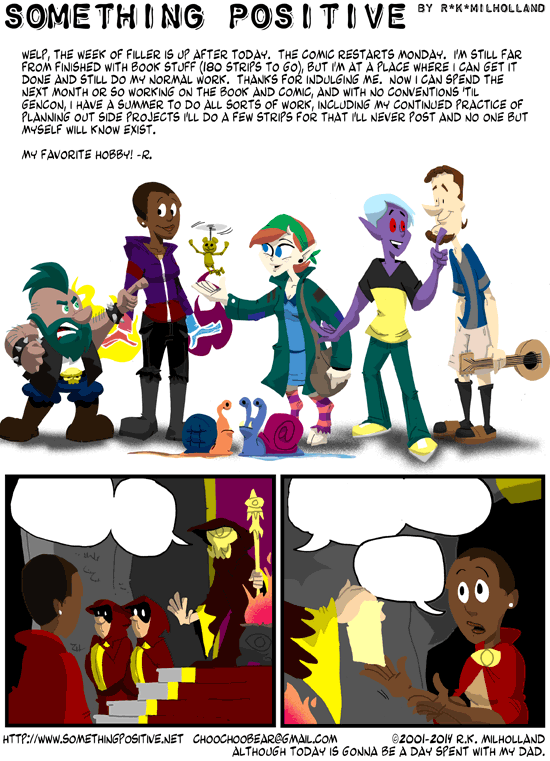 SOMETHING POSITIVE BY R*K*MILHOLLAND
WELP, THE WEEK OF FILLER IS UP AFTER TODAY. THE COMIC RESTARTS MONDAY. I'M STILL FAR
FROM FINISHED WITH BOOK STUFF (180 STRIPS TO GO), BUT I'M AT A PLACE WHERE I CAN GET IT
DONE AND STILL DO MY NORMAL WORK. THANKS FOR INDULGING ME. NOW I CAN SPEND THE
NEXT MONTH OR SO WORKING ON THE BOOK AND COMIC, AND WITH NO CONVENTIONS 'TIL
GENCON, I HAVE A SUMMER TO DO ALL SORTS OF WORK, INCLUDING MY CONTINUED PRACTICE OF
PLANNING OUT SIDE PROJECTS I'LL DO A FEW STRIPS FOR THAT I'LL NEVER POST AND NO ONE BUT
MYSELF WILL KNOW EXIST.
MY FAVORITE HOBBY! -R.
#
@
HTTP://WWW.SOMETHINGPOSITIVE.NET CHOOCHOOBEAR@GMAIL.COM ©2001-2014 R.K. MILHOLLAND
ALTHOUGH TODAY IS GONNA BE A DAY SPENT WITH MY DAD.